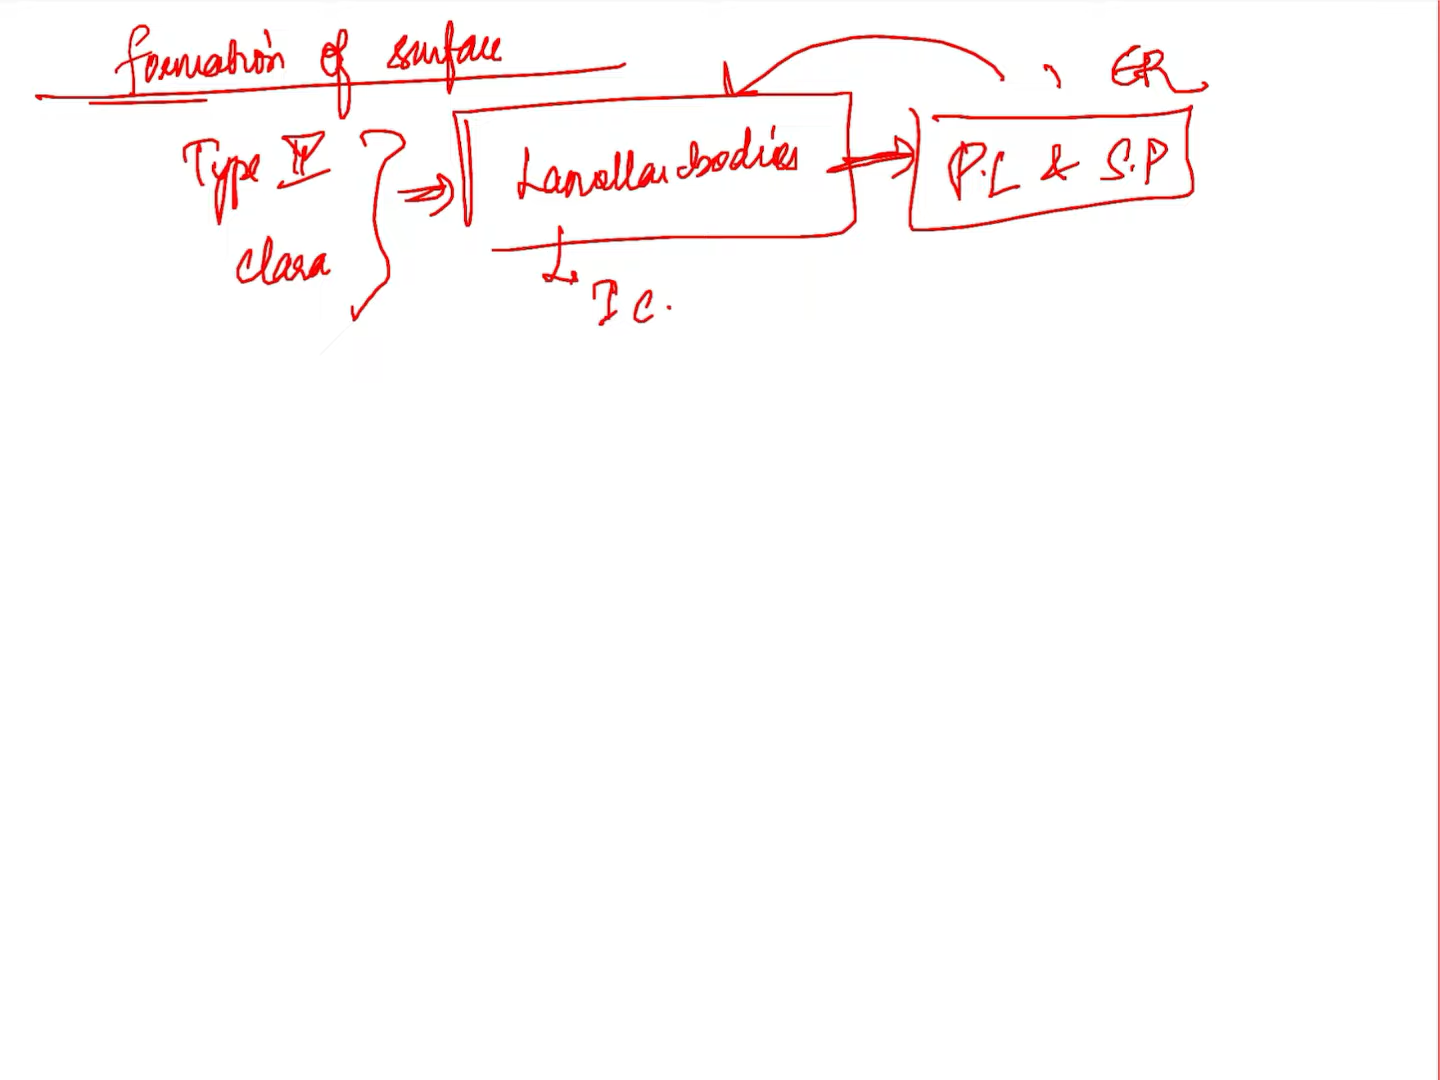 formation of surface
Type II
clara
Lamellar bodies
I C.
ER
P.L & S.P